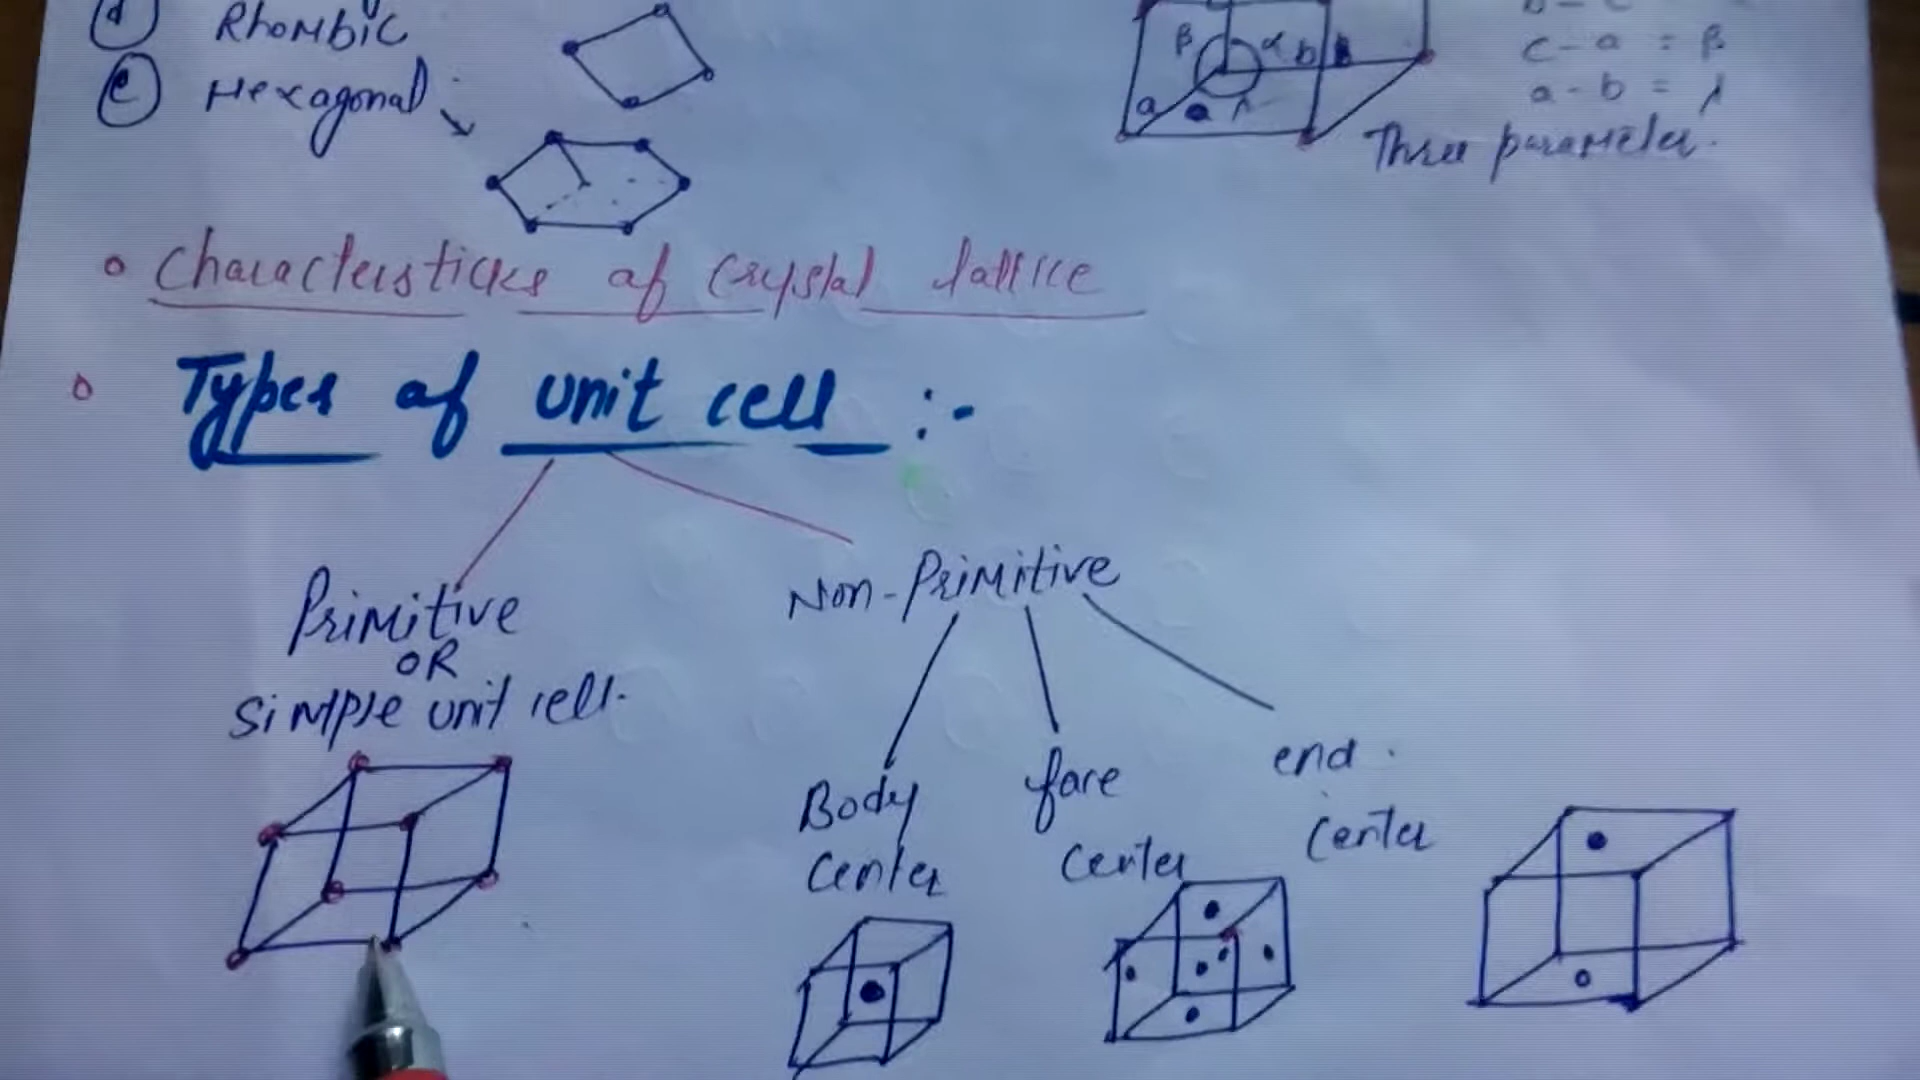 d Rhombic
e Hexagonal
β α b
a λ
c - a = β
a - b = λ
Three parameter.
Characteristicks of crystal lattice
Types of unit cell :-
Primitive
OR
Simple unit cell.
Non-Primitive
Body
center
face
center
end
center